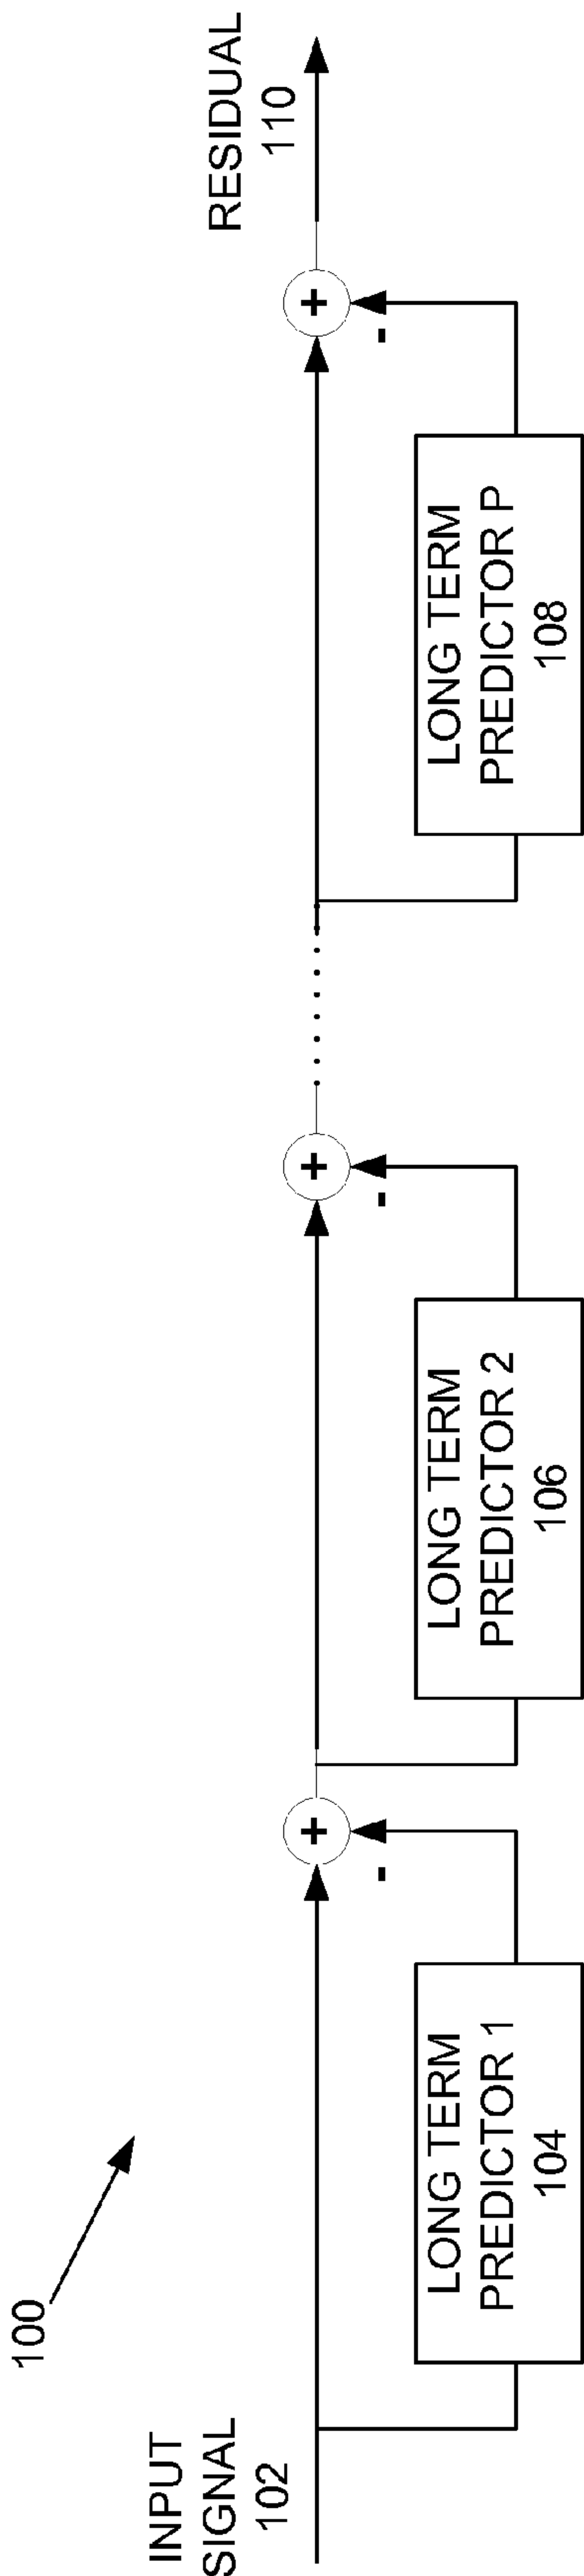 100
INPUT
SIGNAL
102
LONG TERM
PREDICTOR 1
104
+
-
LONG TERM
PREDICTOR 2
106
+
-
LONG TERM
PREDICTOR P
108
+
-
RESIDUAL
110